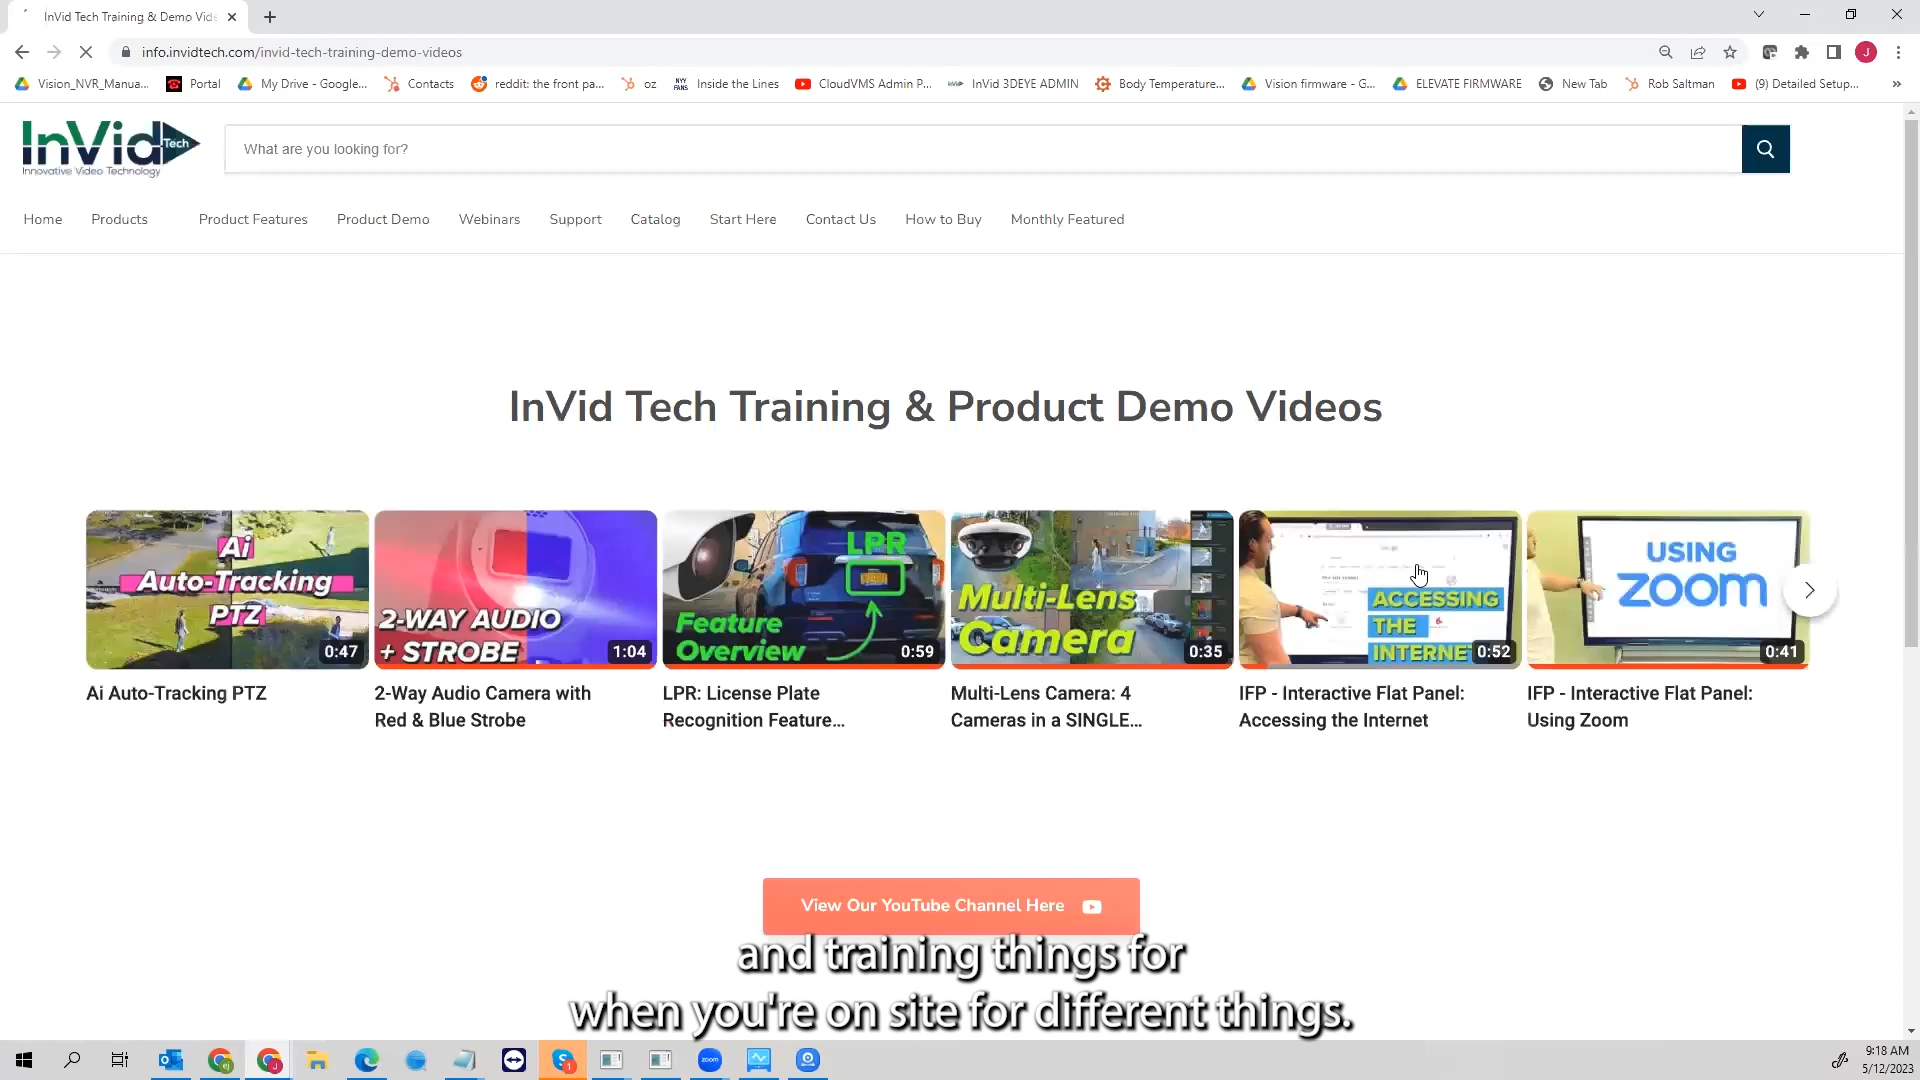 InVid Tech Training & Demo Vide
info.invidtech.com/invid-tech-training-demo-videos
J
Vision_NVR_Manua... Portal My Drive - Google... Contacts reddit: the front pa... oz NYY FANS Inside the Lines CloudVMS Admin P... InVid 3DEYE ADMIN Body Temperature... Vision firmware - G... ELEVATE FIRMWARE New Tab Rob Saltman (9) Detailed Setup... »
InVid Tech
Innovative Video Technology
What are you looking for?
Home Products Product Features Product Demo Webinars Support Catalog Start Here Contact Us How to Buy Monthly Featured
InVid Tech Training & Product Demo Videos
Ai
Auto-Tracking
PTZ
0:47
2-WAY AUDIO
+ STROBE
1:04
LPR
Feature
Overview
0:59
Multi-Lens
Camera
0:35
ACCESSING
THE
INTERNE
0:52
USING
zoom
0:41
Ai Auto-Tracking PTZ
2-Way Audio Camera with
Red & Blue Strobe
LPR: License Plate
Recognition Feature...
Multi-Lens Camera: 4
Cameras in a SINGLE...
IFP - Interactive Flat Panel:
Accessing the Internet
IFP - Interactive Flat Panel:
Using Zoom
View Our YouTube Channel Here
and training things for
when you're on site for different things.
9:18 AM
5/12/2023